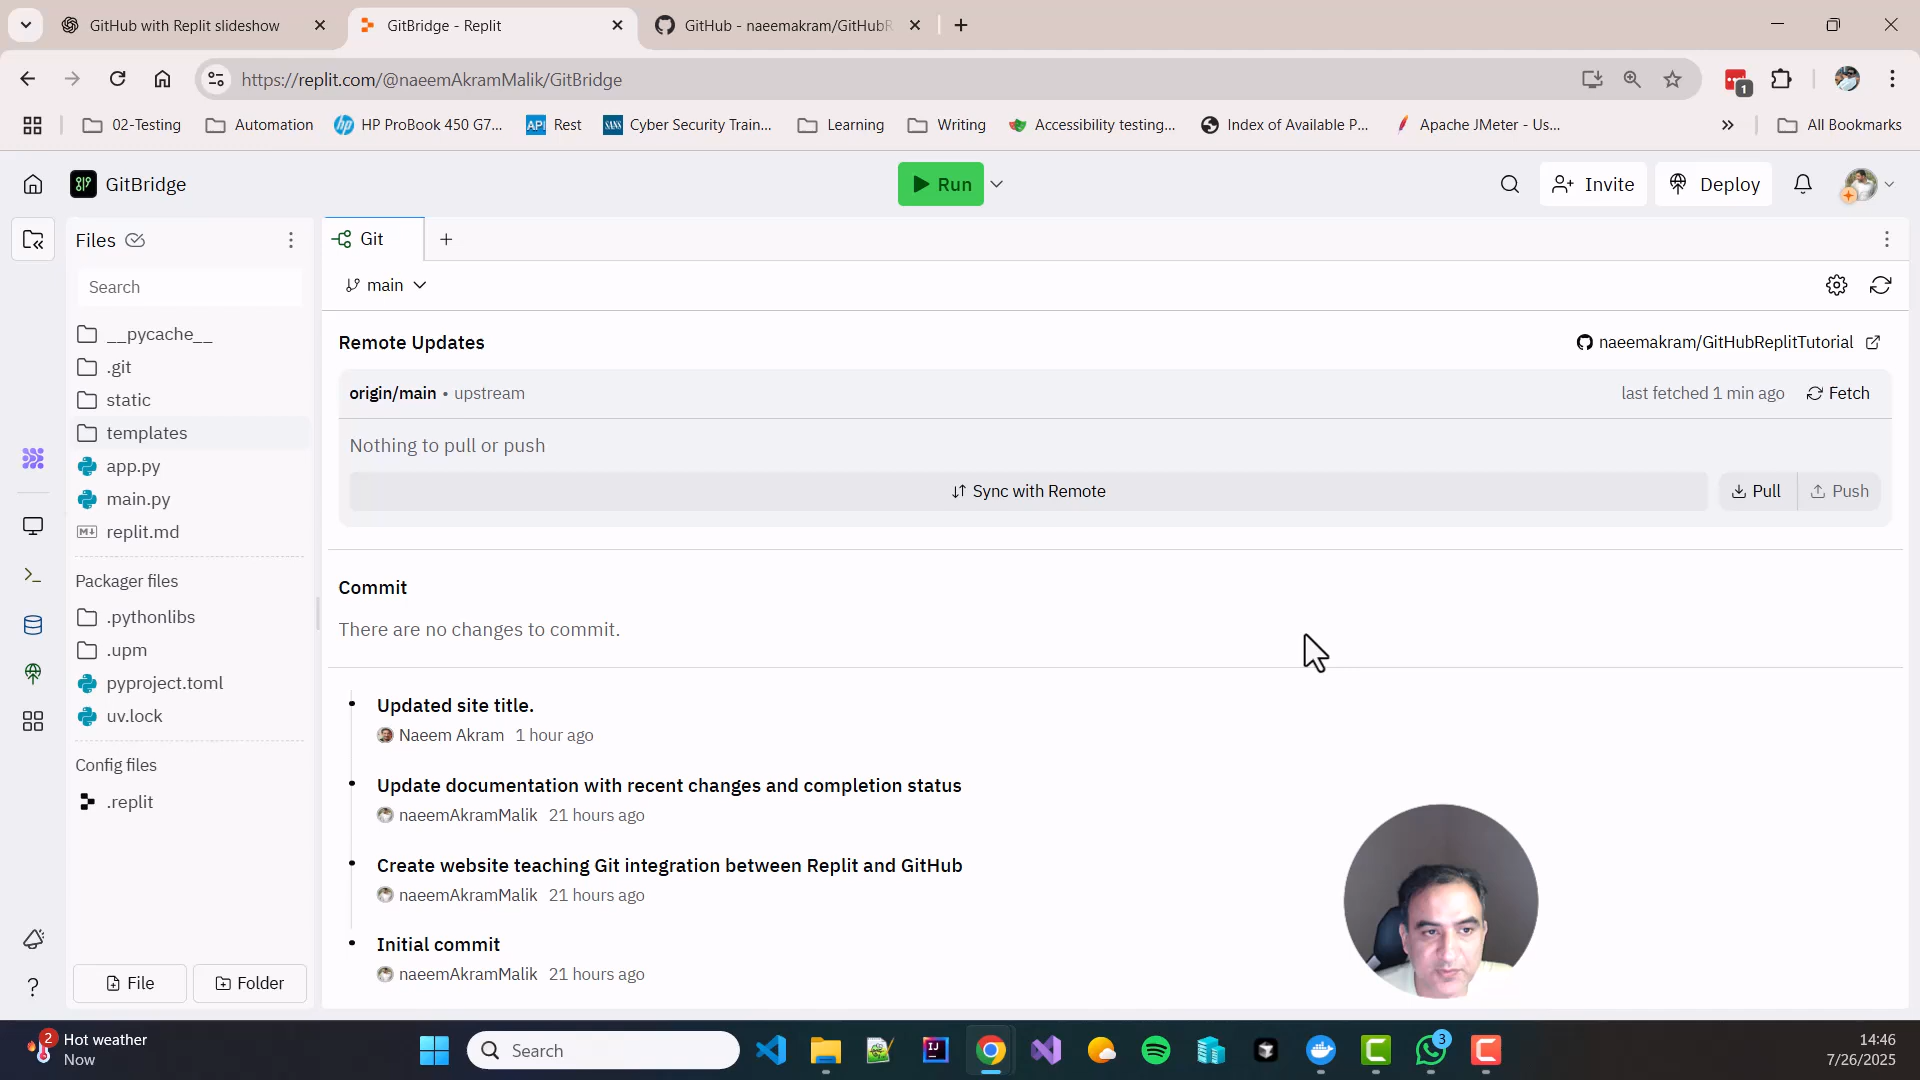 GitHub with Replit slideshow
GitBridge - Replit
GitHub - naeemakram/GitHubR
https://replit.com/@naeemAkramMalik/GitBridge
1
02-Testing
Automation
HP ProBook 450 G7...
API
Rest
SANS
Cyber Security Train...
Learning
Writing
Accessibility testing...
Index of Available P...
Apache JMeter - Us...
All Bookmarks
GitBridge
Run
Invite
Deploy
Files
Git
main
Search
__pycache__
.git
static
templates
app.py
main.py
replit.md
Packager files
.pythonlibs
.upm
pyproject.toml
uv.lock
Config files
.replit
File
Folder
Remote Updates
naeemakram/GitHubReplitTutorial
origin/main • upstream
last fetched 1 min ago
Fetch
Nothing to pull or push
Sync with Remote
Pull
Push
Commit
There are no changes to commit.
Updated site title.
Naeem Akram 1 hour ago
Update documentation with recent changes and completion status
naeemAkramMalik 21 hours ago
Create website teaching Git integration between Replit and GitHub
naeemAkramMalik 21 hours ago
Initial commit
naeemAkramMalik 21 hours ago
2
Hot weather
Now
Search
IJ
3
14:46
7/26/2025